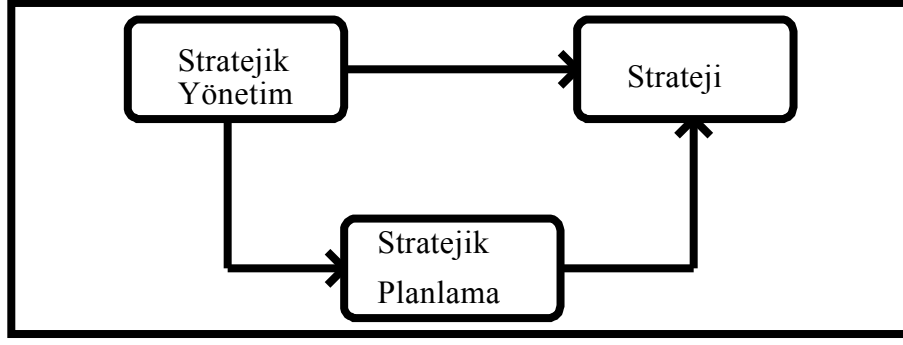 Stratejik
Yönetim
Strateji
Stratejik
Planlama